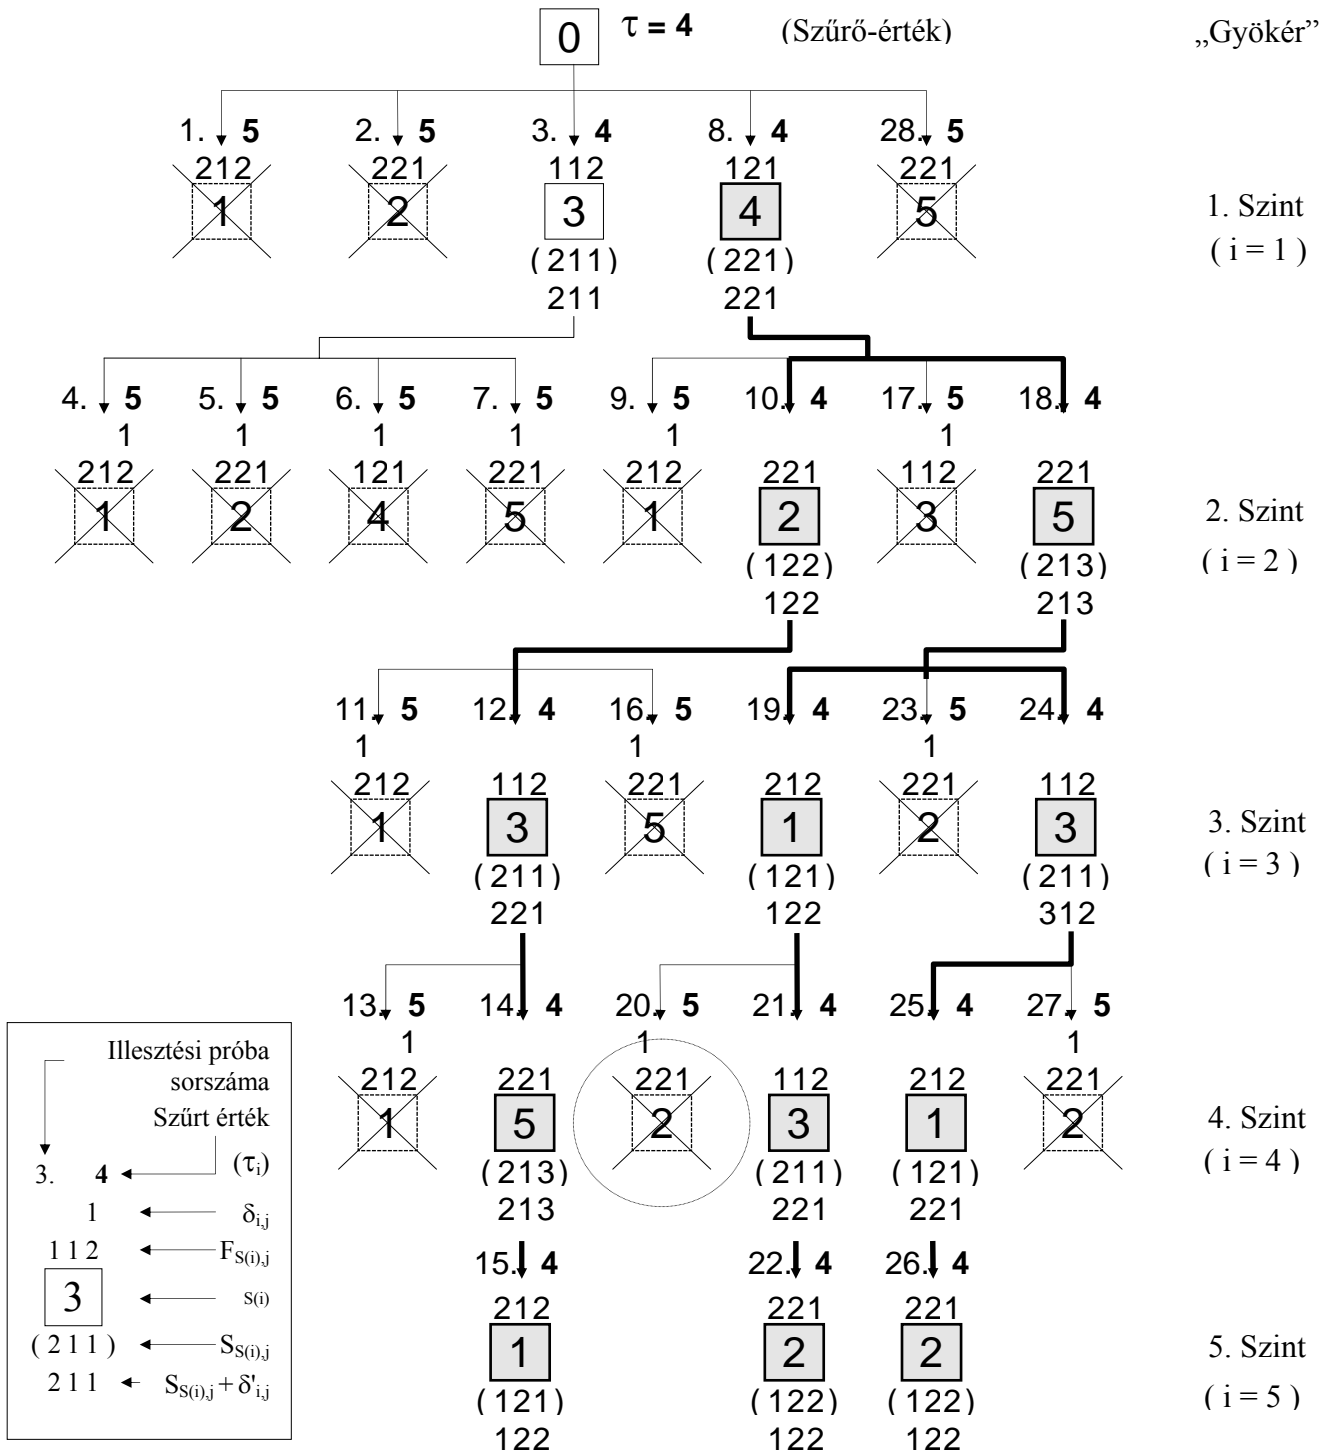 0 τ = 4 (Szűrő-érték) „Gyökér”
1. 5 2. 5 3. 4 8. 4 28. 5
212 221 112 121 221
1 2 3 4 5 1. Szint
(211) (221) ( i = 1 )
211 221
4. 5 5. 5 6. 5 7. 5 9. 5 10. 4 17. 5 18. 4
1 1 1 1 1 1
212 221 121 221 212 221 112 221
1 2 4 5 1 2 3 5 2. Szint
(122) (213) ( i = 2 )
122 213
11. 5 12. 4 16. 5 19. 4 23. 5 24. 4
1 1 1
212 112 221 212 221 112
1 3 5 1 2 3 3. Szint
(211) (121) (211) ( i = 3 )
221 122 312
13. 5 14. 4 20. 5 21. 4 25. 4 27. 5
1 1 1
212 221 221 112 212 221
1 5 2 3 1 2 4. Szint
(213) (211) (121) ( i = 4 )
213 221 221
15. 4 22. 4 26. 4
212 221 221
1 2 2 5. Szint
(121) (122) (122) ( i = 5 )
122 122 122
Illesztési próba
sorszáma
Szűrt érték
3. 4 (τi)
1 δi,j
112 FS(i),j
3 S(i)
(211) SS(i),j
211 SS(i),j + δ'i,j